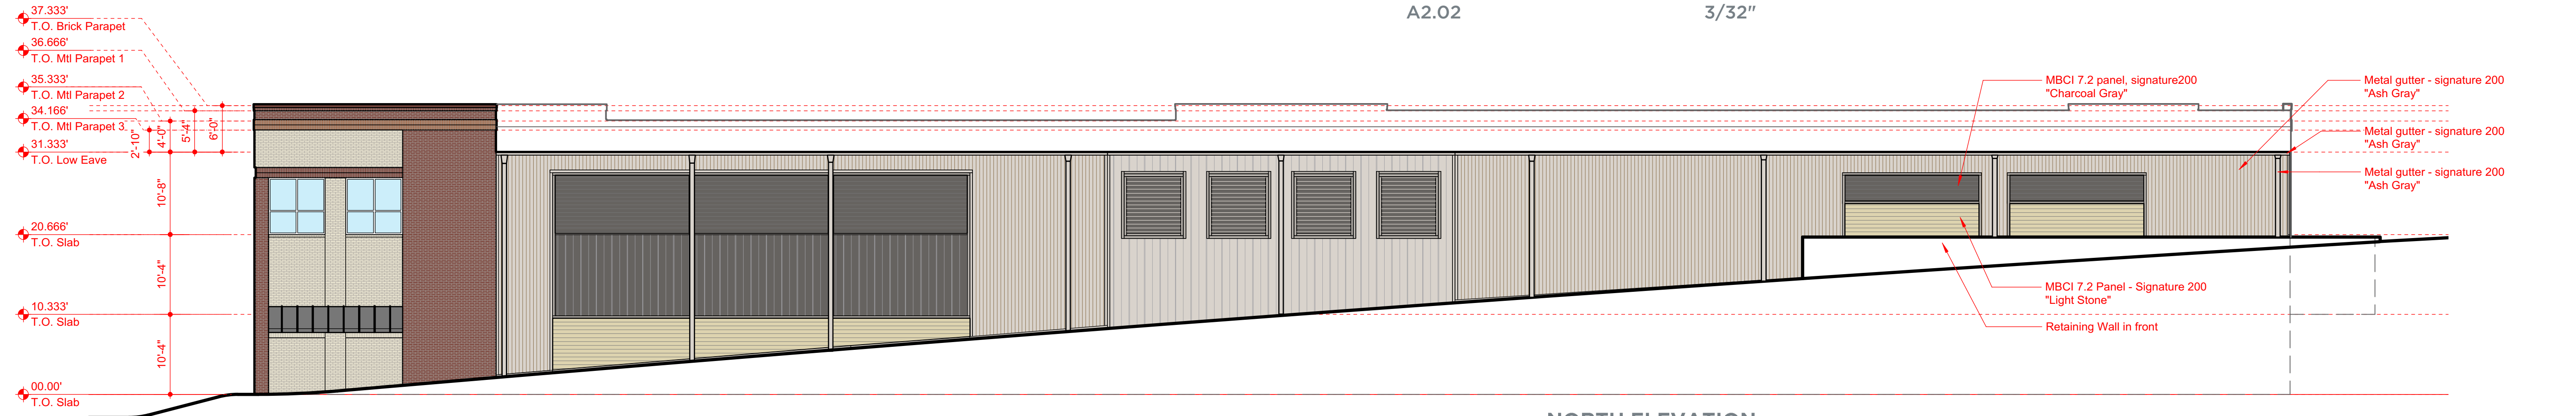 A2.02 3/32"
37.333'
T.O. Brick Parapet
36.666'
T.O. Mtl Parapet 1
35.333'
T.O. Mtl Parapet 2
34.166'
T.O. Mtl Parapet 3
31.333'
T.O. Low Eave
2'-10"
4'-0"
5'-4"
6'-0"
10'-8"
20.666'
T.O. Slab
10'-4"
10.333'
T.O. Slab
10'-4"
00.00'
T.O. Slab
MBCI 7.2 panel, signature200
"Charcoal Gray"
Metal gutter - signature 200
"Ash Gray"
Metal gutter - signature 200
"Ash Gray"
Metal gutter - signature 200
"Ash Gray"
MBCI 7.2 Panel - Signature 200
"Light Stone"
Retaining Wall in front
NORTH ELEVATION